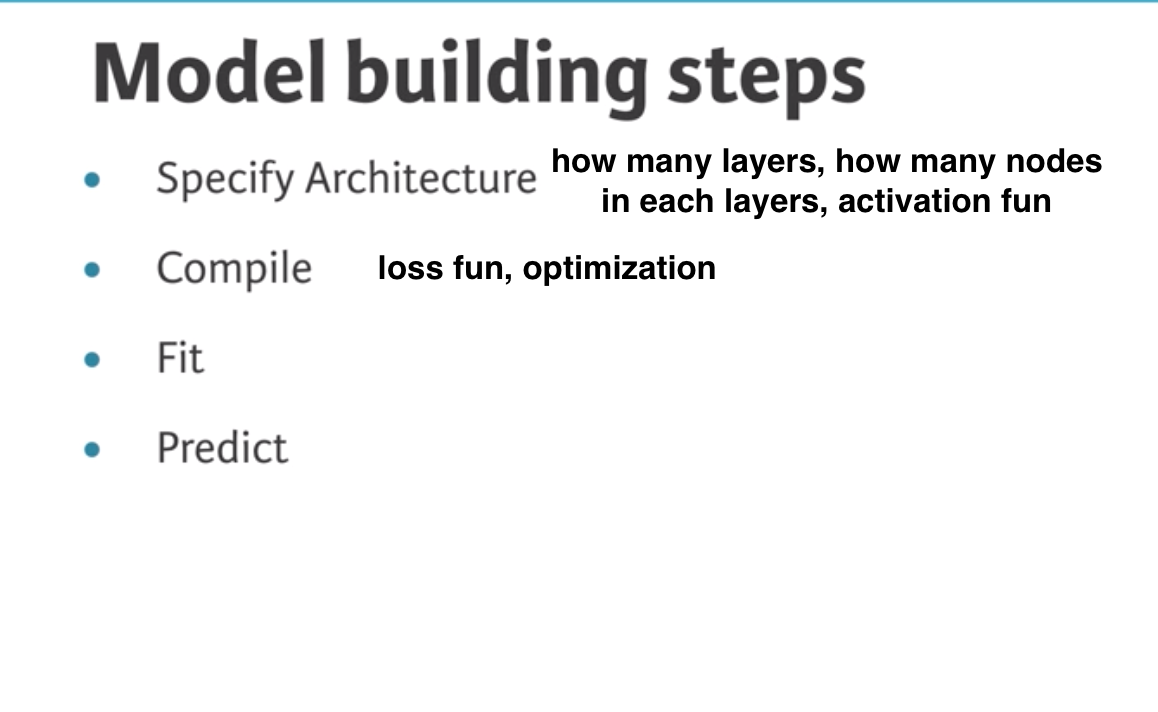 Model building steps
• Specify Architecture how many layers, how many nodes
in each layers, activation fun
• Compile loss fun, optimization
• Fit
• Predict